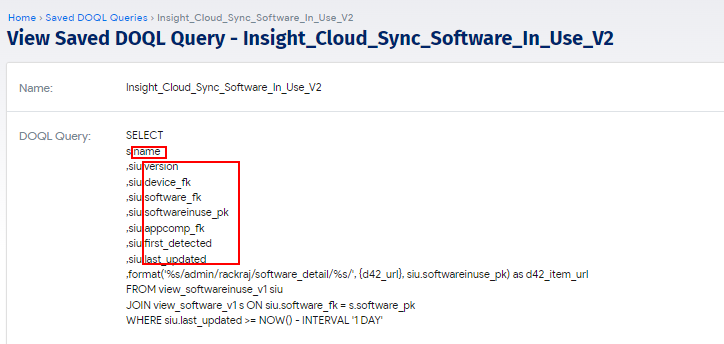 Home › Saved DOQL Queries › Insight_Cloud_Sync_Software_In_Use_V2
View Saved DOQL Query - Insight_Cloud_Sync_Software_In_Use_V2
Name: Insight_Cloud_Sync_Software_In_Use_V2
DOQL Query: SELECT
s.name
,siu.version
,siu.device_fk
,siu.software_fk
,siu.softwareinuse_pk
,siu.appcomp_fk
,siu.first_detected
,siu.last_updated
,format('%s/admin/rackraj/software_detail/%s/', {d42_url}, siu.softwareinuse_pk) as d42_item_url
FROM view_softwareinuse_v1 siu
JOIN view_software_v1 s ON siu.software_fk = s.software_pk
WHERE siu.last_updated >= NOW() - INTERVAL '1 DAY'